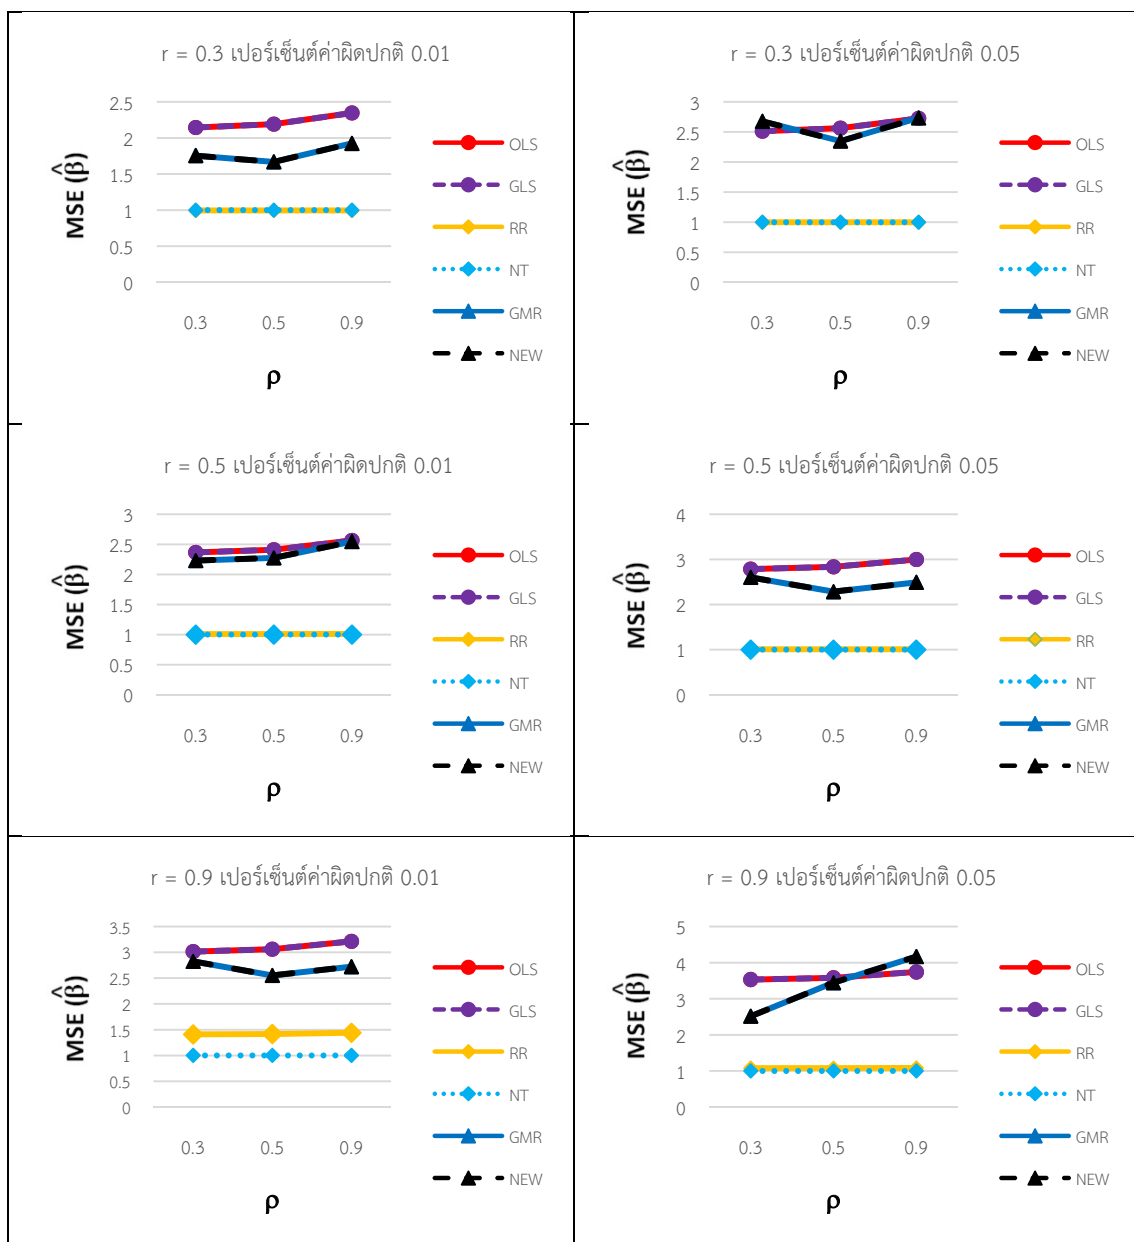 r = 0.3 เปอร์เซ็นต์ค่าผิดปกติ 0.01
MSE (β̂)
2.5
2
1.5
1
0.5
0
0.3 0.5 0.9
ρ
OLS
GLS
RR
NT
GMR
NEW
r = 0.3 เปอร์เซ็นต์ค่าผิดปกติ 0.05
MSE (β̂)
3
2.5
2
1.5
1
0.5
0
0.3 0.5 0.9
ρ
OLS
GLS
RR
NT
GMR
NEW
r = 0.5 เปอร์เซ็นต์ค่าผิดปกติ 0.01
MSE (β̂)
3
2.5
2
1.5
1
0.5
0
0.3 0.5 0.9
ρ
OLS
GLS
RR
NT
GMR
NEW
r = 0.5 เปอร์เซ็นต์ค่าผิดปกติ 0.05
MSE (β̂)
4
3
2
1
0
0.3 0.5 0.9
ρ
OLS
GLS
RR
NT
GMR
NEW
r = 0.9 เปอร์เซ็นต์ค่าผิดปกติ 0.01
MSE (β̂)
3.5
3
2.5
2
1.5
1
0.5
0
0.3 0.5 0.9
ρ
OLS
GLS
RR
NT
GMR
NEW
r = 0.9 เปอร์เซ็นต์ค่าผิดปกติ 0.05
MSE (β̂)
5
4
3
2
1
0
0.3 0.5 0.9
ρ
OLS
GLS
RR
NT
GMR
NEW